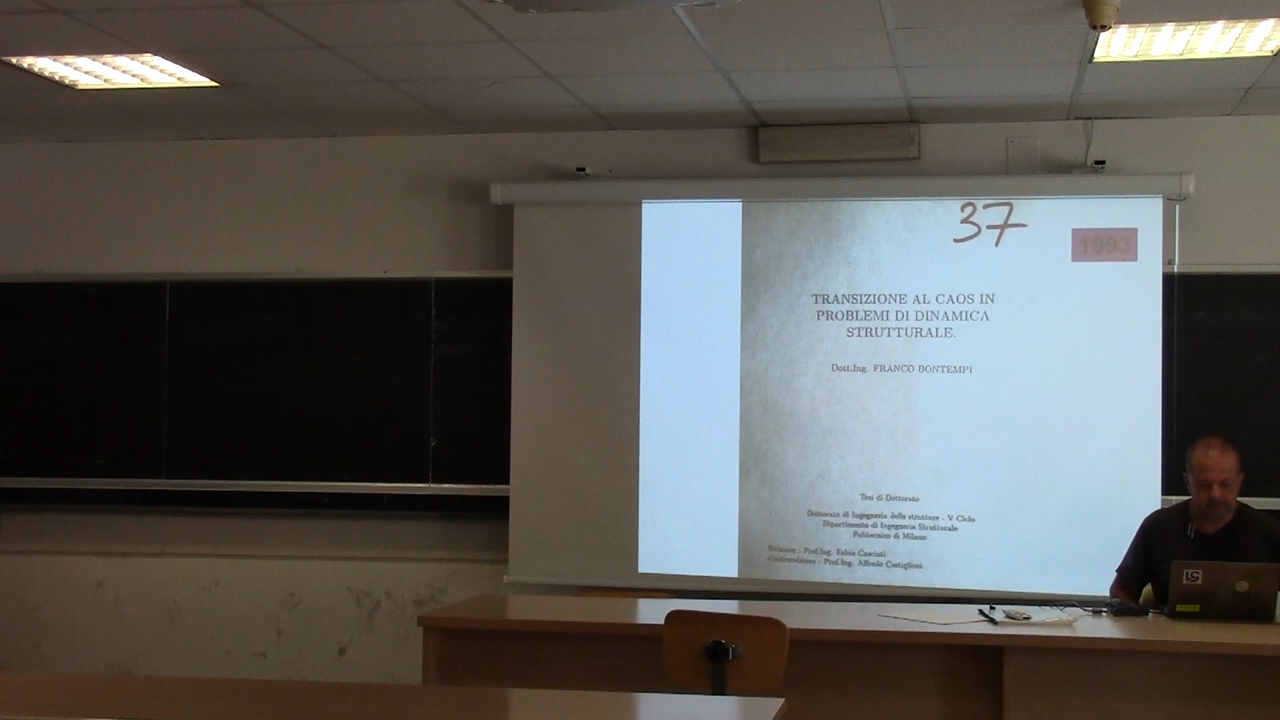 37
1993
TRANSIZIONE AL CAOS IN
PROBLEMI DI DINAMICA
STRUTTURALE.
Dott.Ing. FRANCO BONTEMPI
Tesi di Dottorato
Dottorato di Ingegneria delle strutture - V Ciclo
Dipartimento di Ingegneria Strutturale
Politecnico di Milano
Relatore : Prof.Ing. Fabio Casciati
Controrelatore : Prof.Ing. Alfredo Castiglioni